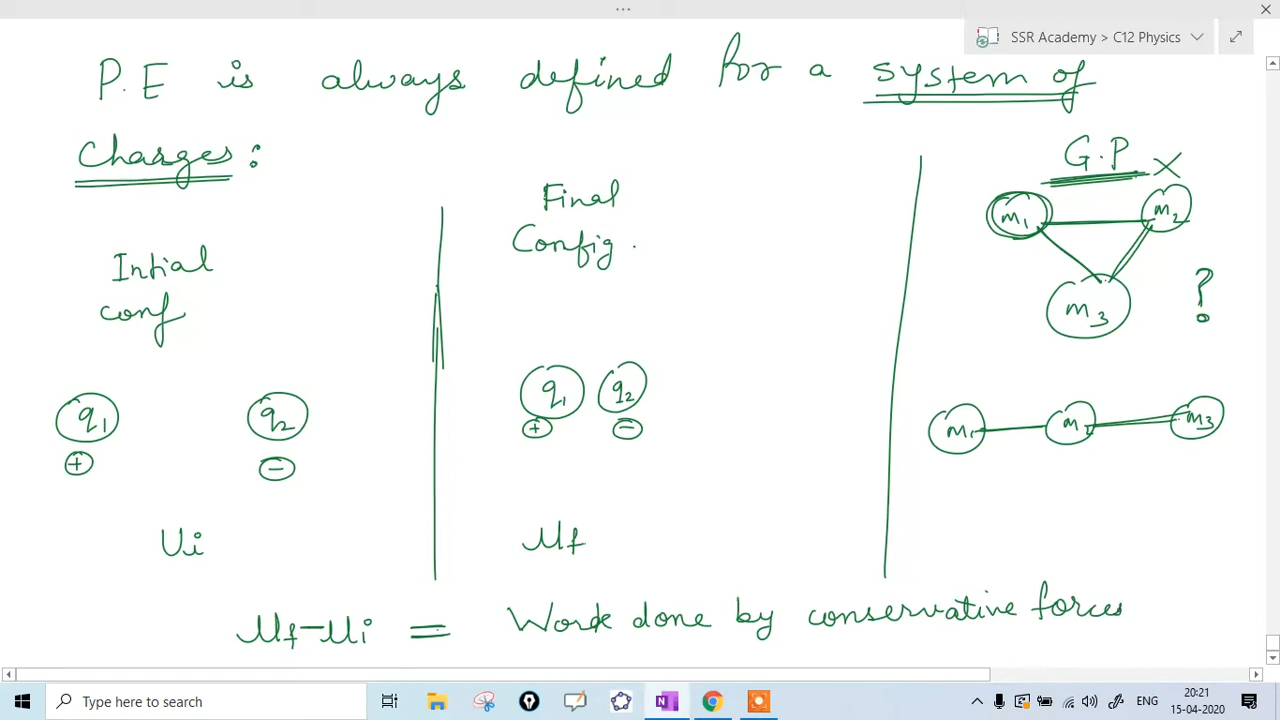 SSR Academy > C12 Physics
P.E is always defined for a system of
Charges:
G.P
Final
Config.
Intial
conf
m1
m2
m3
?
q1
q2
+
−
q1
q2
+
−
m1
m2
m3
Ui
Uf
Uf-Ui = Work done by conservative forces
Type here to search
20:21
15-04-2020